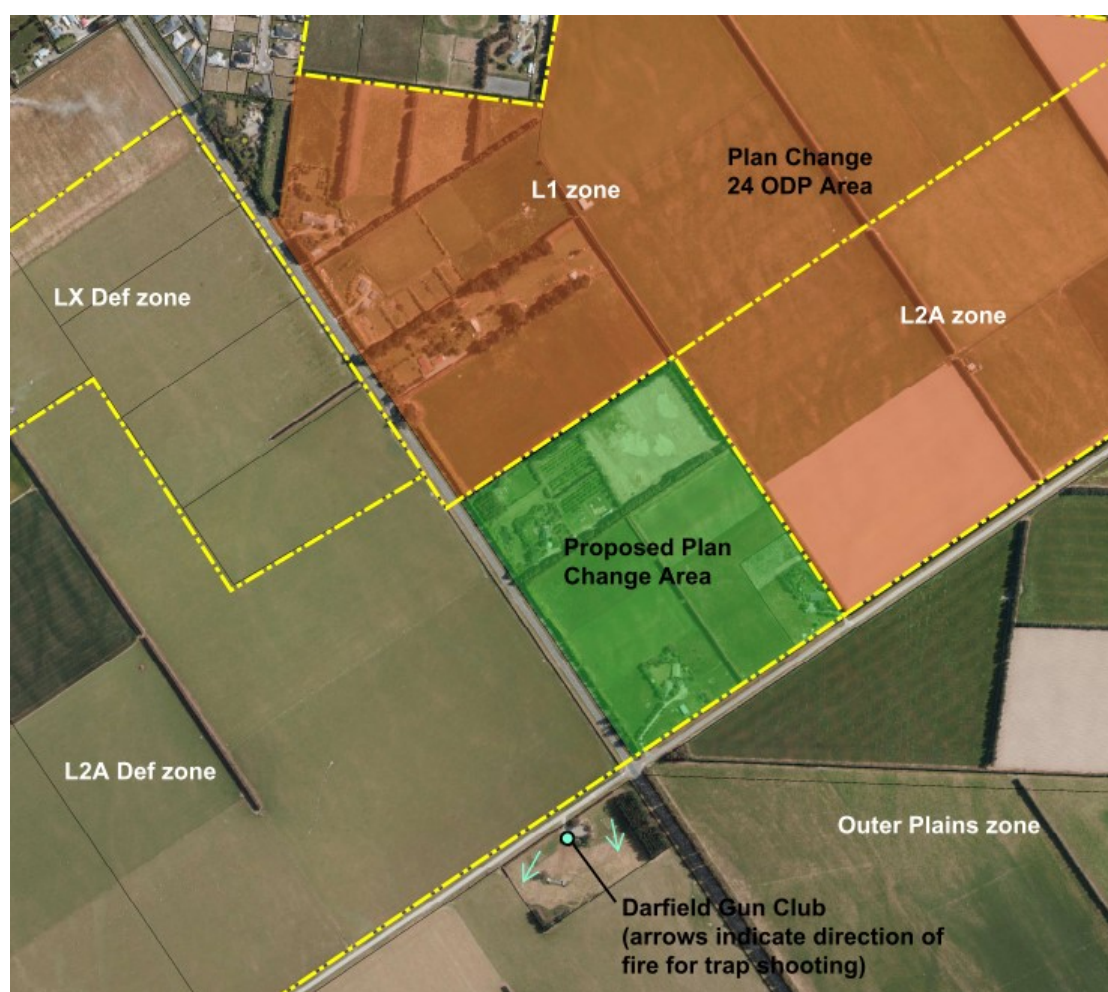 Plan Change
24 ODP Area
L1 zone
LX Def zone
L2A zone
Proposed Plan
Change Area
L2A Def zone
Outer Plains zone
Darfield Gun Club
(arrows indicate direction of
fire for trap shooting)